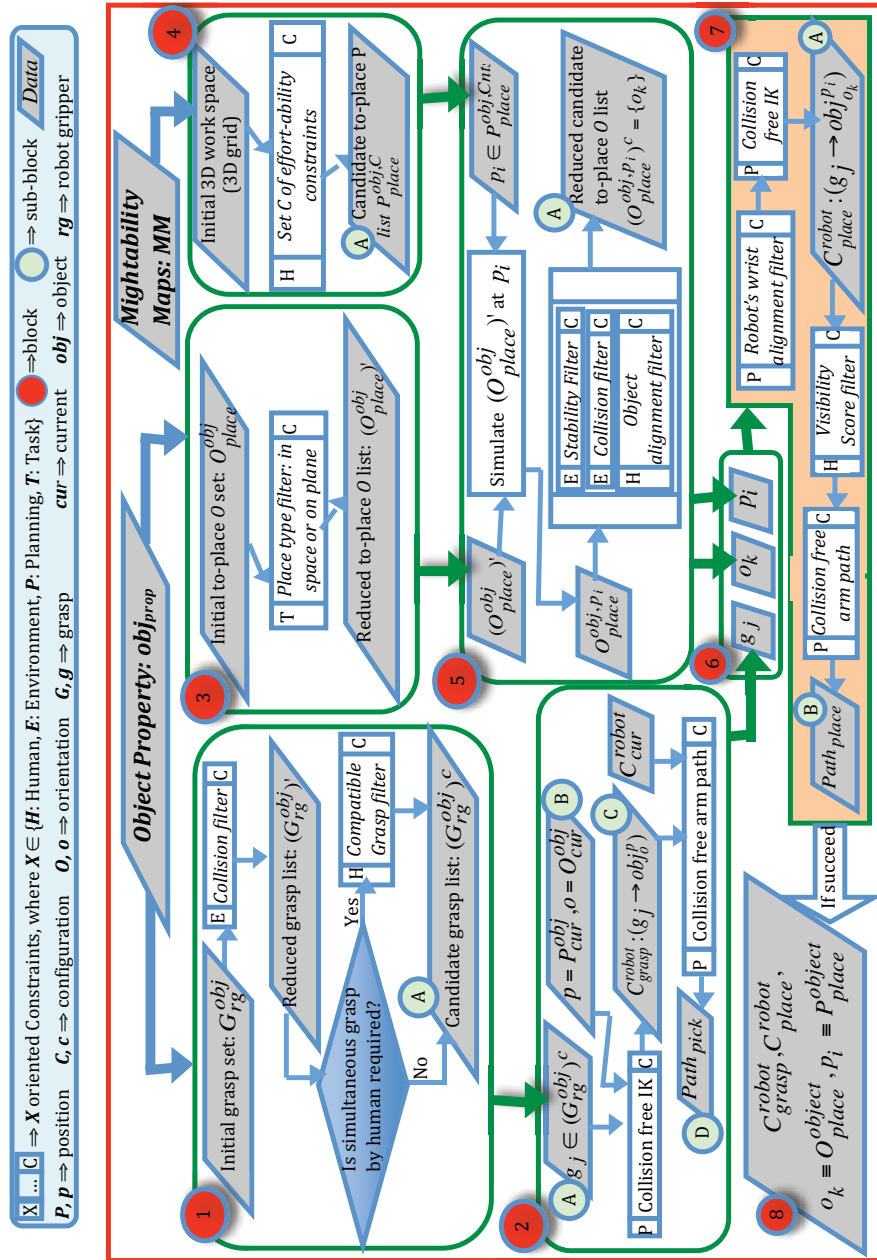 X ... C ⇒ X oriented Constraints, where X ∈ {H: Human, E: Environment, P: Planning, T: Task} ⇒block ⇒ sub-block Data
P, p ⇒ position C, c ⇒ configuration O, o ⇒ orientation G,g ⇒ grasp cur ⇒ current obj ⇒ object rg ⇒ robot gripper
Object Property: obj_prop
Mightability
Maps: MM
1
Initial grasp set: G_rg^obj
E Collision filter C
Reduced grasp list: (G_rg^obj)'
Is simultaneous grasp
by human required?
Yes
No
H Compatible C
Grasp filter
A
Candidate grasp list: (G_rg^obj)^c
2
A
g_j ∈ (G_rg^obj)^c
B
p = P_cur^obj, o = O_cur^obj
P Collision free IK C
C
C_grasp^robot : (g_j → obj_o^p)
C_cur^robot
P Collision free arm path C
Path_pick
D
3
Initial to-place O set: O_place^obj
T Place type filter: in C
space or on plane
Reduced to-place O list: (O_place^obj)'
4
Initial 3D work space
(3D grid)
H Set C of effort-ability C
constraints
A
Candidate to-place P
list P_place^obj,C
5
(O_place^obj)'
p_i ∈ P_place^obj,Cnt:
Simulate (O_place^obj)' at p_i
O_place^obj,p_i
E Stability Filter C
E Collision filter C
H Object C
alignment filter
A
Reduced candidate
to-place O list
(O_place^obj,p_i)^c = {o_k}
6
g_j
o_k
p_i
7
P Robot's wrist C
alignment filter
P Collision C
free IK
A
C_place^robot : (g_j → obj_o_k^p_i)
H Visibility C
Score filter
P Collision free C
arm path
B
Path_place
If succeed
8
C_grasp^robot, C_place^robot,
o_k ≡ O_place^object, p_i ≡ P_place^object